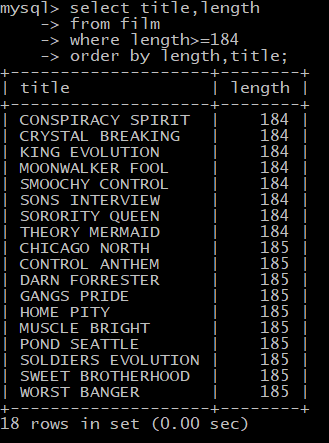 mysql> select title,length
    -> from film
    -> where length>=184
    -> order by length,title;
+--------------------+--------+
| title              | length |
+--------------------+--------+
| CONSPIRACY SPIRIT  |    184 |
| CRYSTAL BREAKING   |    184 |
| KING EVOLUTION     |    184 |
| MOONWALKER FOOL    |    184 |
| SMOOCHY CONTROL    |    184 |
| SONS INTERVIEW     |    184 |
| SORORITY QUEEN     |    184 |
| THEORY MERMAID     |    184 |
| CHICAGO NORTH      |    185 |
| CONTROL ANTHEM     |    185 |
| DARN FORRESTER     |    185 |
| GANGS PRIDE        |    185 |
| HOME PITY          |    185 |
| MUSCLE BRIGHT      |    185 |
| POND SEATTLE       |    185 |
| SOLDIERS EVOLUTION |    185 |
| SWEET BROTHERHOOD  |    185 |
| WORST BANGER       |    185 |
+--------------------+--------+
18 rows in set (0.00 sec)